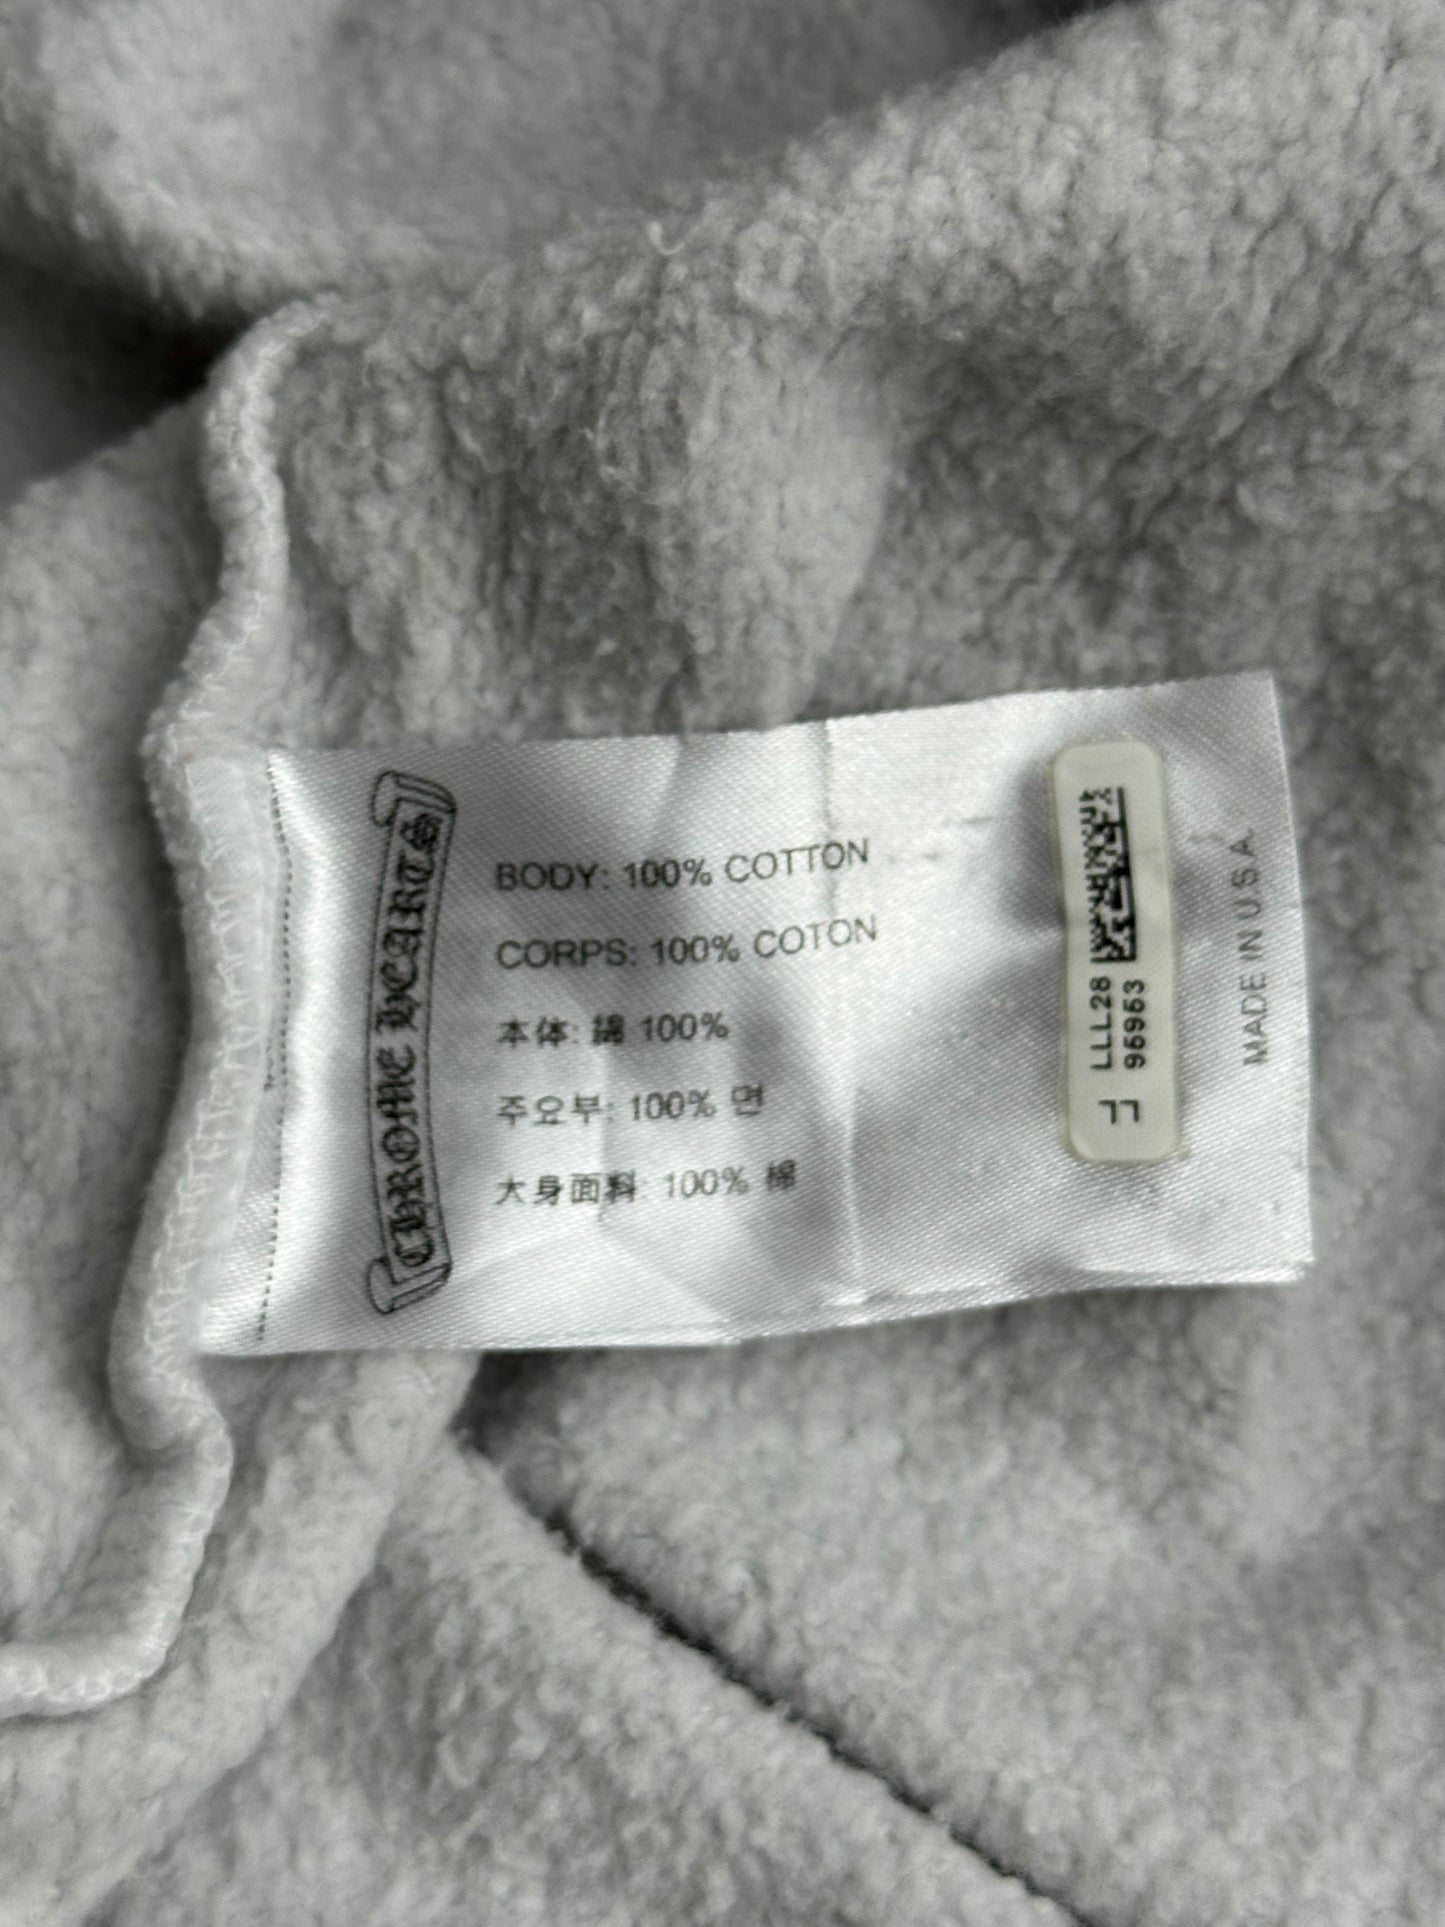 CHROME HEARTS
BODY: 100% COTTON
CORPS: 100% COTON
本体: 綿 100%
주요부: 100% 면
大身面料: 100% 棉
LLL28
95953
MADE IN U.S.A.